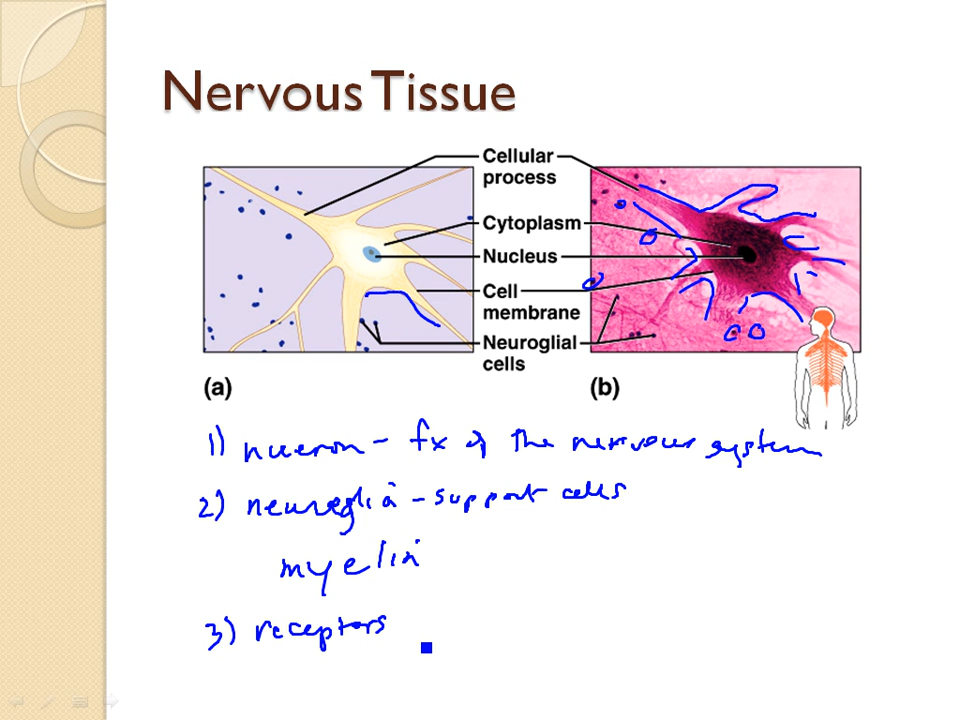 Nervous Tissue
Cellular
process
Cytoplasm
Nucleus
Cell
membrane
Neuroglial
cells
(a)
(b)
1) nueron - fx of the nervous system
2) neuroglia - support cells
myelin
3) receptors